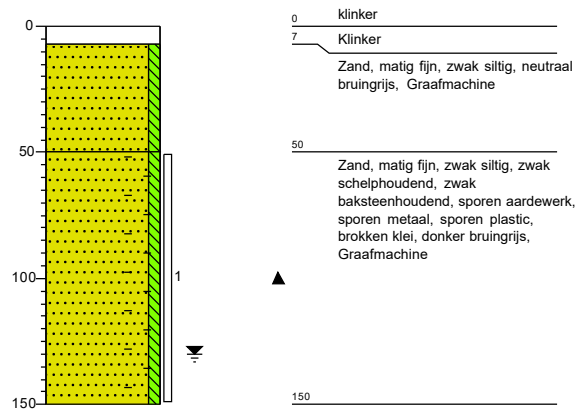 0
50
100
150
1
0
klinker
7
Klinker
Zand, matig fijn, zwak siltig, neutraal
bruingrijs, Graafmachine
50
Zand, matig fijn, zwak siltig, zwak
schelphoudend, zwak
baksteenhoudend, sporen aardewerk,
sporen metaal, sporen plastic,
brokken klei, donker bruingrijs,
Graafmachine
150